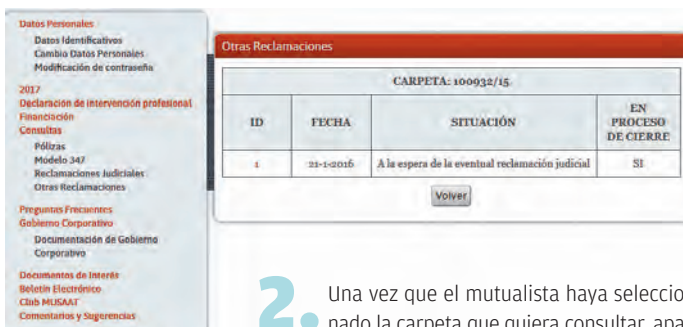 Datos Personales
Datos Identificativos
Cambio Datos Personales
Modificación de contraseña
2017
Declaración de intervención profesional
Financiación
Consultas
Pólizas
Modelo 347
Reclamaciones Judiciales
Otras Reclamaciones
Preguntas Frecuentes
Gobierno Corporativo
Documentación de Gobierno
Corporativo
Documentos de Interés
Boletín Electrónico
Club MUSAAT
Comentarios y Sugerencias
Otras Reclamaciones
CARPETA: 100932/15
ID FECHA SITUACIÓN EN PROCESO DE CIERRE
1 21-1-2016 A la espera de la eventual reclamación judicial SI
Volver
2. Una vez que el mutualista haya seleccio-
nado la carpeta que quiera consultar, apa